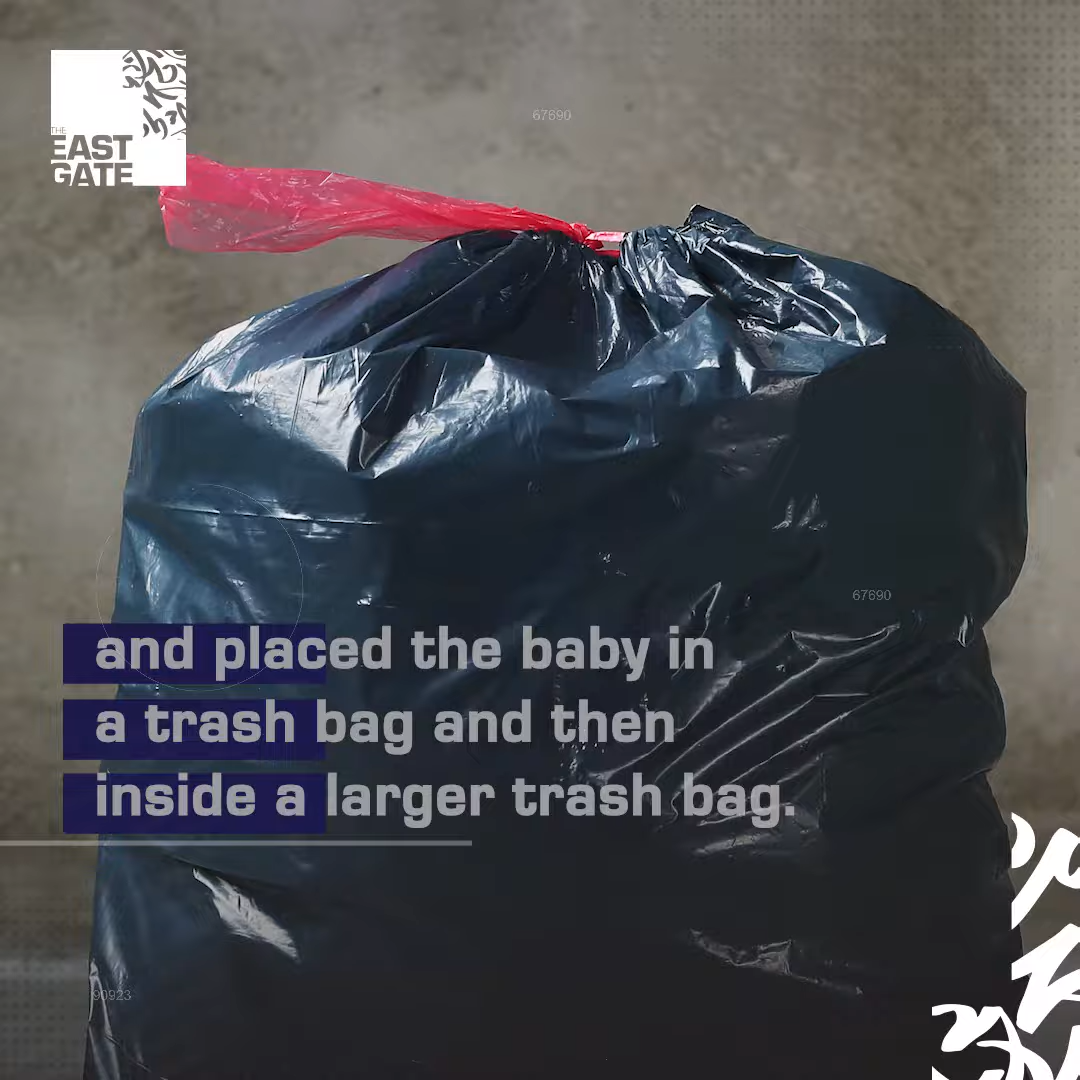 THE
EAST
GATE
67690
67690
and placed the baby in
a trash bag and then
inside a larger trash bag.
90923